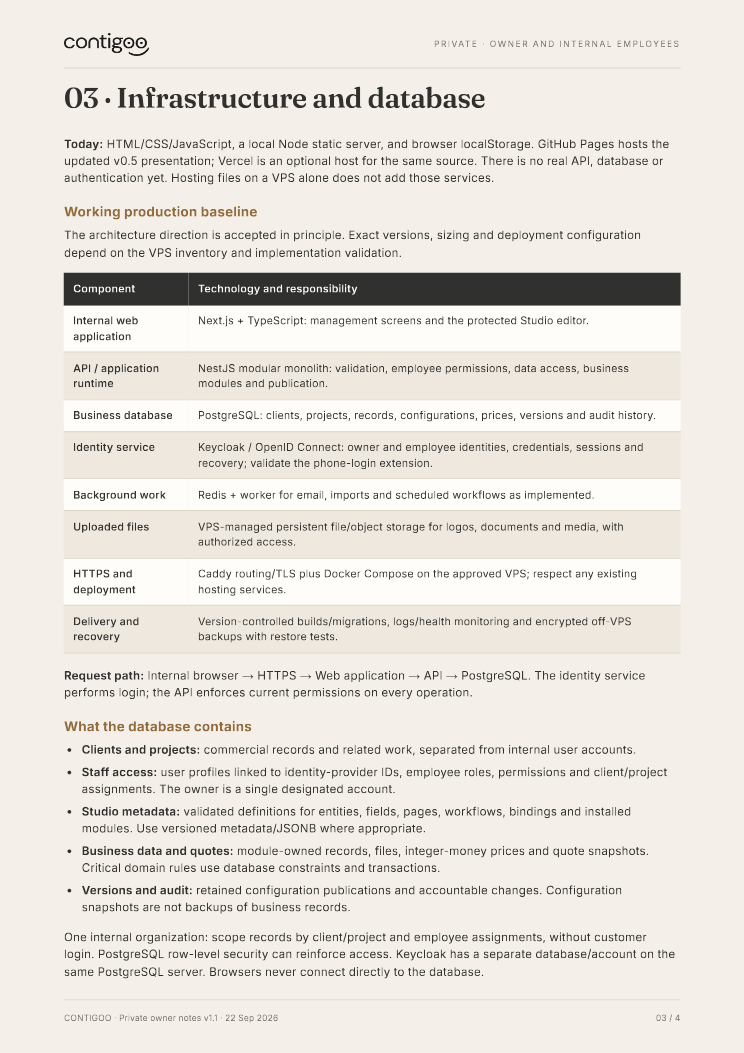 contigoo
PRIVATE · OWNER AND INTERNAL EMPLOYEES
03 · Infrastructure and database
Today: HTML/CSS/JavaScript, a local Node static server, and browser localStorage. GitHub Pages hosts the
updated v0.5 presentation; Vercel is an optional host for the same source. There is no real API, database or
authentication yet. Hosting files on a VPS alone does not add those services.
Working production baseline
The architecture direction is accepted in principle. Exact versions, sizing and deployment configuration
depend on the VPS inventory and implementation validation.
Component
Technology and responsibility
Internal web
application
Next.js + TypeScript: management screens and the protected Studio editor.
API / application
runtime
NestJS modular monolith: validation, employee permissions, data access, business
modules and publication.
Business database
PostgreSQL: clients, projects, records, configurations, prices, versions and audit history.
Identity service
Keycloak / OpenID Connect: owner and employee identities, credentials, sessions and
recovery; validate the phone-login extension.
Background work
Redis + worker for email, imports and scheduled workflows as implemented.
Uploaded files
VPS-managed persistent file/object storage for logos, documents and media, with
authorized access.
HTTPS and
deployment
Caddy routing/TLS plus Docker Compose on the approved VPS; respect any existing
hosting services.
Delivery and
recovery
Version-controlled builds/migrations, logs/health monitoring and encrypted off-VPS
backups with restore tests.
Request path: Internal browser → HTTPS → Web application → API → PostgreSQL. The identity service
performs login; the API enforces current permissions on every operation.
What the database contains
• Clients and projects: commercial records and related work, separated from internal user accounts.
• Staff access: user profiles linked to identity-provider IDs, employee roles, permissions and client/project
assignments. The owner is a single designated account.
• Studio metadata: validated definitions for entities, fields, pages, workflows, bindings and installed
modules. Use versioned metadata/JSONB where appropriate.
• Business data and quotes: module-owned records, files, integer-money prices and quote snapshots.
Critical domain rules use database constraints and transactions.
• Versions and audit: retained configuration publications and accountable changes. Configuration
snapshots are not backups of business records.
One internal organization: scope records by client/project and employee assignments, without customer
login. PostgreSQL row-level security can reinforce access. Keycloak has a separate database/account on the
same PostgreSQL server. Browsers never connect directly to the database.
CONTIGOO · Private owner notes v1.1 · 22 Sep 2026
03 / 4